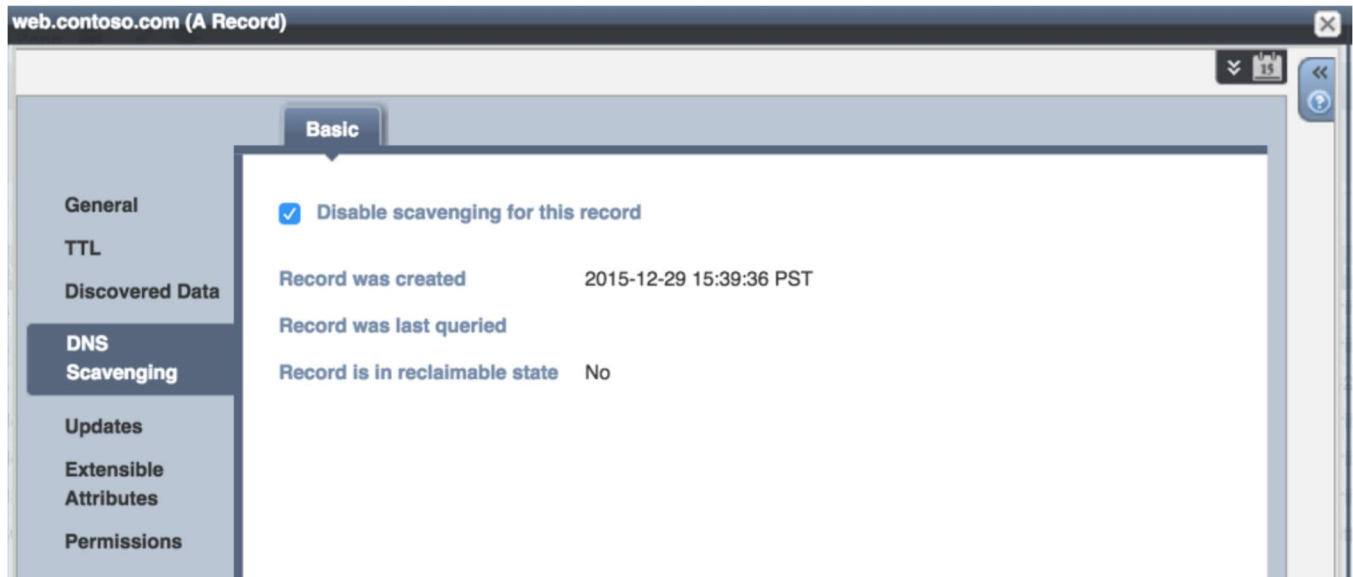 web.contoso.com (A Record)
15
Basic
General
TTL
Discovered Data
DNS
Scavenging
Updates
Extensible
Attributes
Permissions
Disable scavenging for this record
Record was created 2015-12-29 15:39:36 PST
Record was last queried
Record is in reclaimable state No